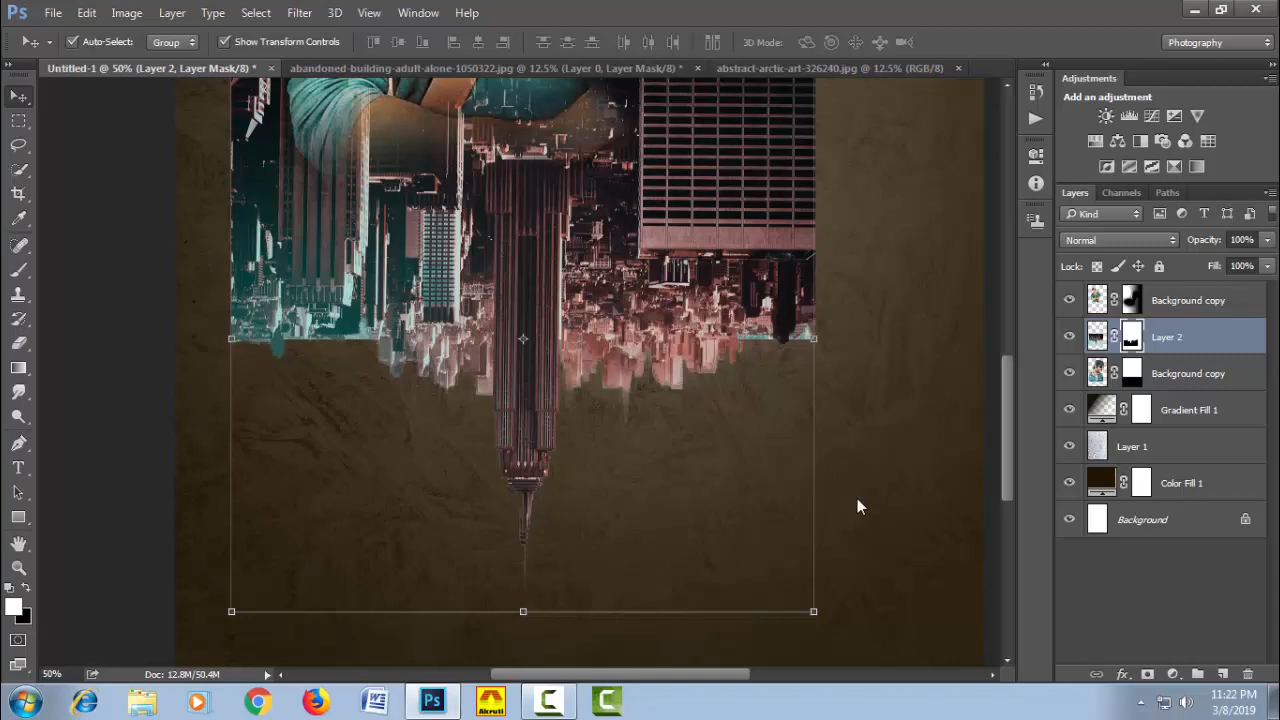 Ps File Edit Image Layer Type Select Filter 3D View Window Help
Auto-Select: Group Show Transform Controls 3D Mode: Photography
Untitled-1 @ 50% (Layer 2, Layer Mask/8) * abandoned-building-adult-alone-1050322.jpg @ 12.5% (Layer 0, Layer Mask/8) * abstract-arctic-art-326240.jpg @ 12.5% (RGB/8)
Adjustments
Add an adjustment
Layers Channels Paths
Kind
Normal Opacity: 100%
Lock: Fill: 100%
Background copy
Layer 2
Background copy
Gradient Fill 1
Layer 1
Color Fill 1
Background
50% Doc: 12.8M/50.4M
Ps Akruti
11:22 PM
3/8/2019